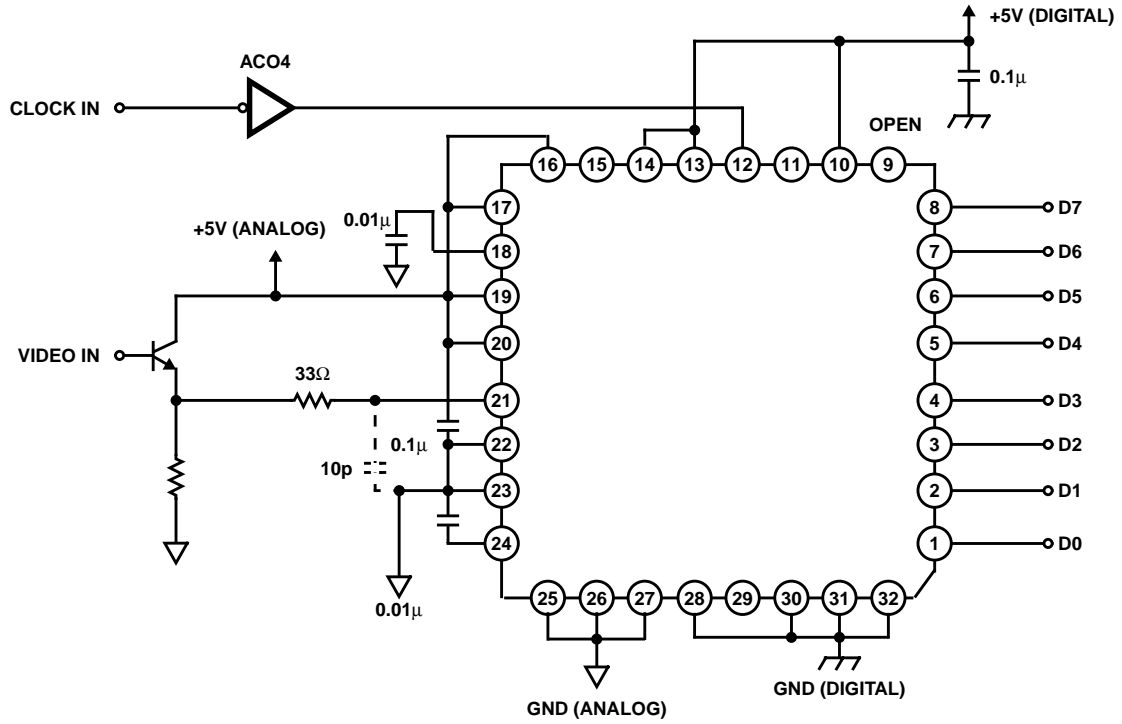 +5V (DIGITAL)
ACO4
0.1μ
CLOCK IN
OPEN
16 15 14 13 12 11 10 9
17
8 D7
0.01μ
+5V (ANALOG)
18
7 D6
19
6 D5
VIDEO IN
20
5 D4
33Ω
21
4 D3
0.1μ
22
3 D2
10p
23
2 D1
24
1 D0
0.01μ
25 26 27 28 29 30 31 32
GND (DIGITAL)
GND (ANALOG)